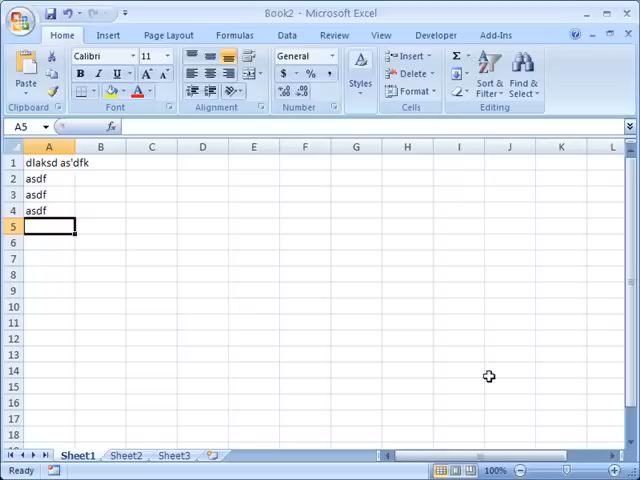 Book2 - Microsoft Excel
Home Insert Page Layout Formulas Data Review View Developer Add-Ins
Calibri 11 General Insert Σ
Paste B I U A A $ % , Styles Delete Sort & Filter Find & Select
A Format
Clipboard Font Alignment Number Cells Editing
A5 fx
A B C D E F G H I J K L
1 dlaksd as'dfk
2 asdf
3 asdf
4 asdf
5
6
7
8
9
10
11
12
13
14
15
16
17
18
Sheet1 Sheet2 Sheet3
Ready 100%